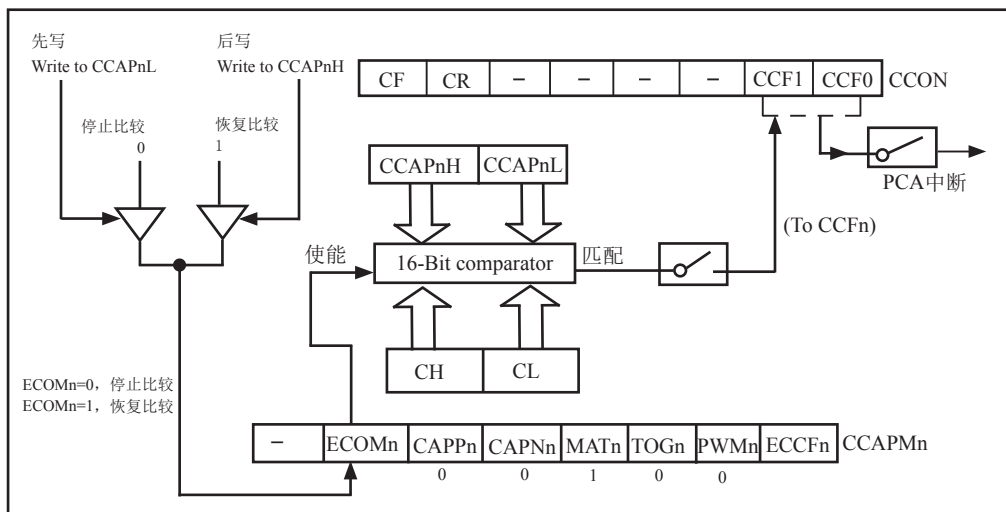 先写
Write to CCAPnL
后写
Write to CCAPnH
停止比较
0
恢复比较
1
CF CR － － － － CCF1 CCF0 CCON
PCA中断
CCAPnH CCAPnL
(To CCFn)
使能
16-Bit comparator
匹配
CH CL
ECOMn=0，停止比较
ECOMn=1，恢复比较
－ ECOMn CAPPn CAPNn MATn TOGn PWMn ECCFn CCAPMn
0 0 1 0 0